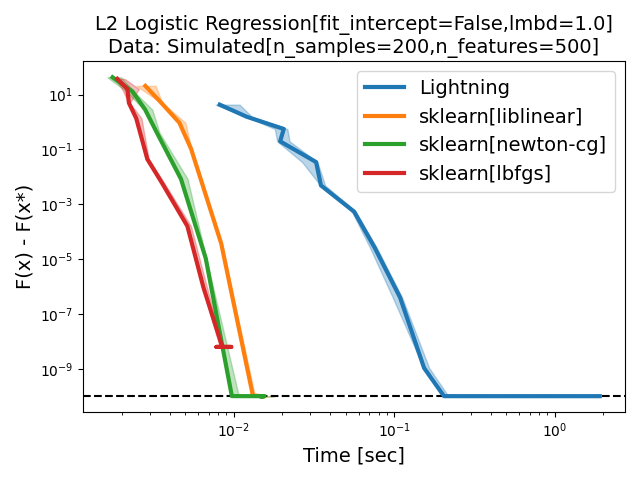 L2 Logistic Regression[fit_intercept=False,lmbd=1.0]
Data: Simulated[n_samples=200,n_features=500]
F(x) - F(x*)
10^1
10^-1
10^-3
10^-5
10^-7
10^-9
Lightning
sklearn[liblinear]
sklearn[newton-cg]
sklearn[lbfgs]
10^-2
10^-1
10^0
Time [sec]